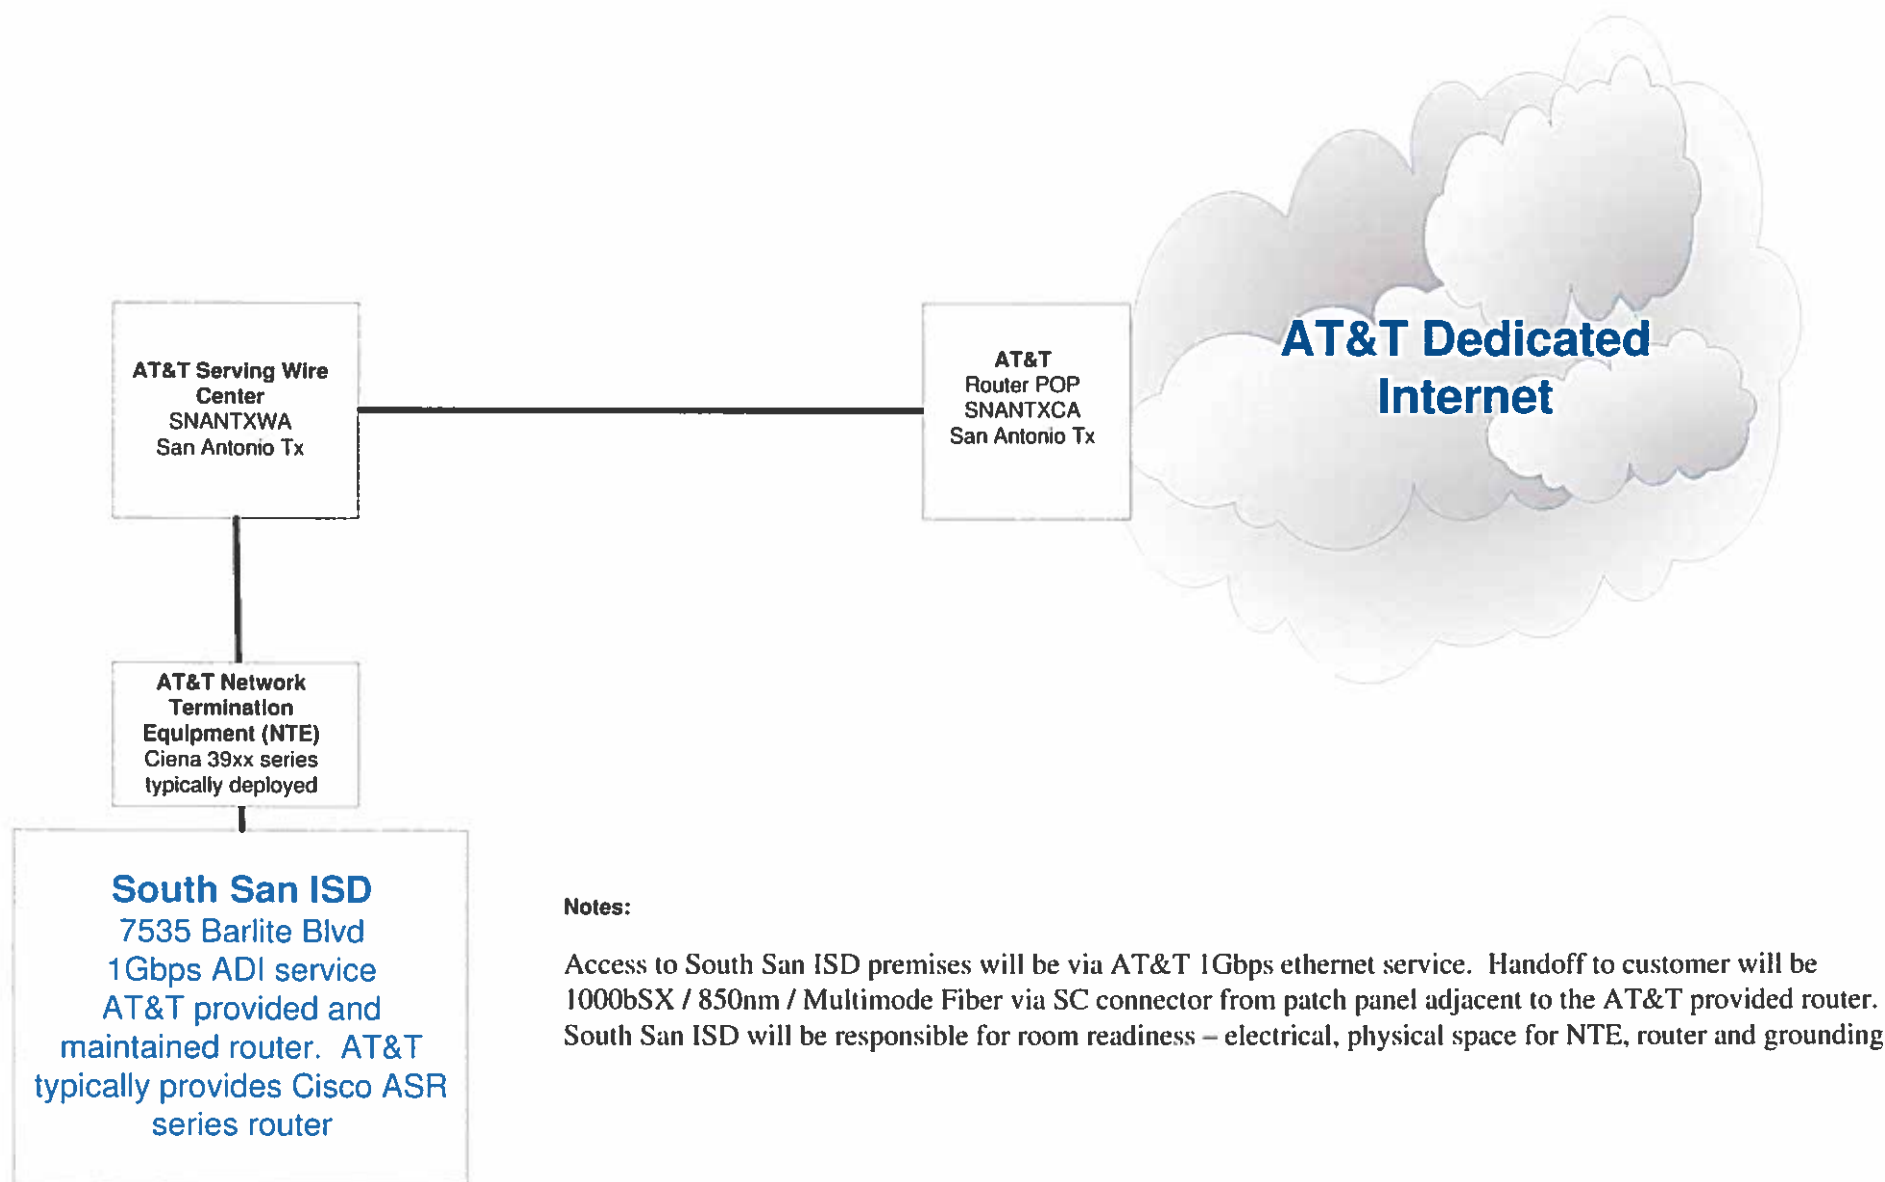 AT&T Dedicated
Internet
AT&T Serving Wire
Center
SNANTXWA
San Antonio Tx
AT&T
Router POP
SNANTXCA
San Antonio Tx
AT&T Network
Termination
Equipment (NTE)
Ciena 39xx series
typically deployed
South San ISD
7535 Barlite Blvd
1Gbps ADI service
AT&T provided and
maintained router.  AT&T
typically provides Cisco ASR
series router
Notes:
Access to South San ISD premises will be via AT&T 1Gbps ethernet service.  Handoff to customer will be
1000bSX / 850nm / Multimode Fiber via SC connector from patch panel adjacent to the AT&T provided router.
South San ISD will be responsible for room readiness – electrical, physical space for NTE, router and grounding